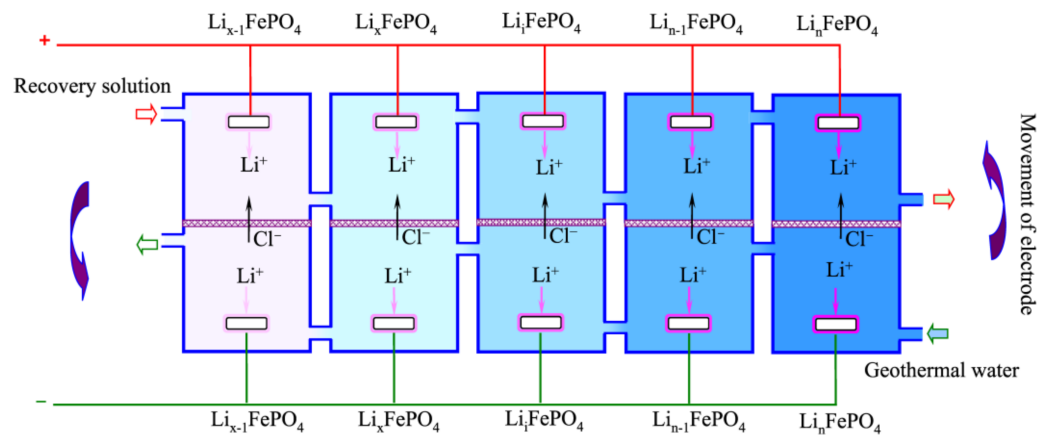 Liₓ₋₁FePO₄ LiₓFePO₄ LiᵢFePO₄ Liₙ₋₁FePO₄ LiₙFePO₄
+
Recovery solution
Li⁺ Li⁺ Li⁺ Li⁺ Li⁺
Cl⁻ Cl⁻ Cl⁻ Cl⁻ Cl⁻
Li⁺ Li⁺ Li⁺ Li⁺ Li⁺
Movement of electrode
Geothermal water
−
Liₓ₋₁FePO₄ LiₓFePO₄ LiᵢFePO₄ Liₙ₋₁FePO₄ LiₙFePO₄